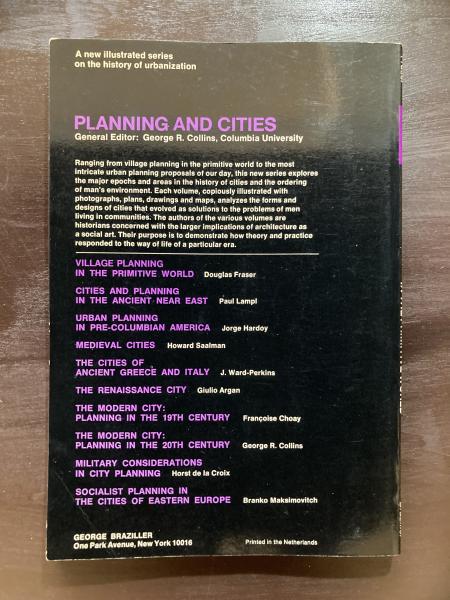 A new illustrated series
on the history of urbanization
PLANNING AND CITIES
General Editor: George R. Collins, Columbia University
Ranging from village planning in the primitive world to the most
intricate urban planning proposals of our day, this new series explores
the major epochs and areas in the history of cities and the ordering
of man's environment. Each volume, copiously illustrated with
photographs, plans, drawings and maps, analyzes the forms and
designs of cities that evolved as solutions to the problems of men
living in communities. The authors of the various volumes are
historians concerned with the larger implications of architecture as
a social art. Their purpose is to demonstrate how theory and practice
responded to the way of life of a particular era.
VILLAGE PLANNING
IN THE PRIMITIVE WORLD Douglas Fraser
CITIES AND PLANNING
IN THE ANCIENT NEAR EAST Paul Lampl
URBAN PLANNING
IN PRE-COLUMBIAN AMERICA Jorge Hardoy
MEDIEVAL CITIES Howard Saalman
THE CITIES OF
ANCIENT GREECE AND ITALY J. Ward-Perkins
THE RENAISSANCE CITY Giulio Argan
THE MODERN CITY:
PLANNING IN THE 19TH CENTURY Françoise Choay
THE MODERN CITY:
PLANNING IN THE 20TH CENTURY George R. Collins
MILITARY CONSIDERATIONS
IN CITY PLANNING Horst de la Croix
SOCIALIST PLANNING IN
THE CITIES OF EASTERN EUROPE Branko Maksimovitch
GEORGE BRAZILLER
One Park Avenue, New York 10016 Printed in the Netherlands